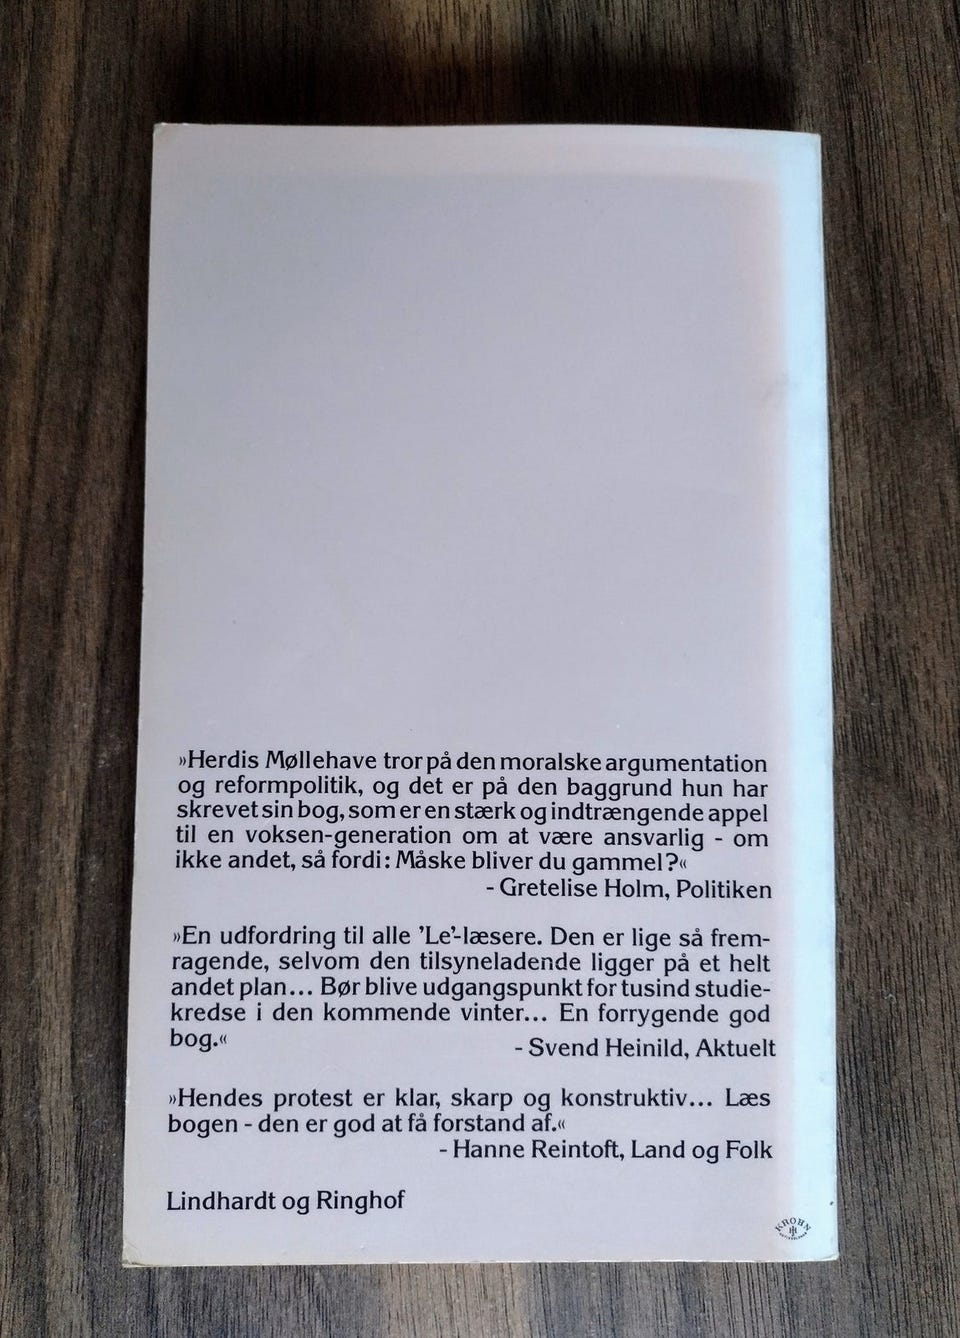 »Herdis Møllehave tror på den moralske argumentation
og reformpolitik, og det er på den baggrund hun har
skrevet sin bog, som er en stærk og indtrængende appel
til en voksen-generation om at være ansvarlig - om
ikke andet, så fordi: Måske bliver du gammel?«
- Gretelise Holm, Politiken
»En udfordring til alle 'Le'-læsere. Den er lige så frem-
ragende, selvom den tilsyneladende ligger på et helt
andet plan... Bør blive udgangspunkt for tusind studie-
kredse i den kommende vinter... En forrygende god
bog.«
- Svend Heinild, Aktuelt
»Hendes protest er klar, skarp og konstruktiv... Læs
bogen - den er god at få forstand af.«
- Hanne Reintoft, Land og Folk
Lindhardt og Ringhof
KROHN